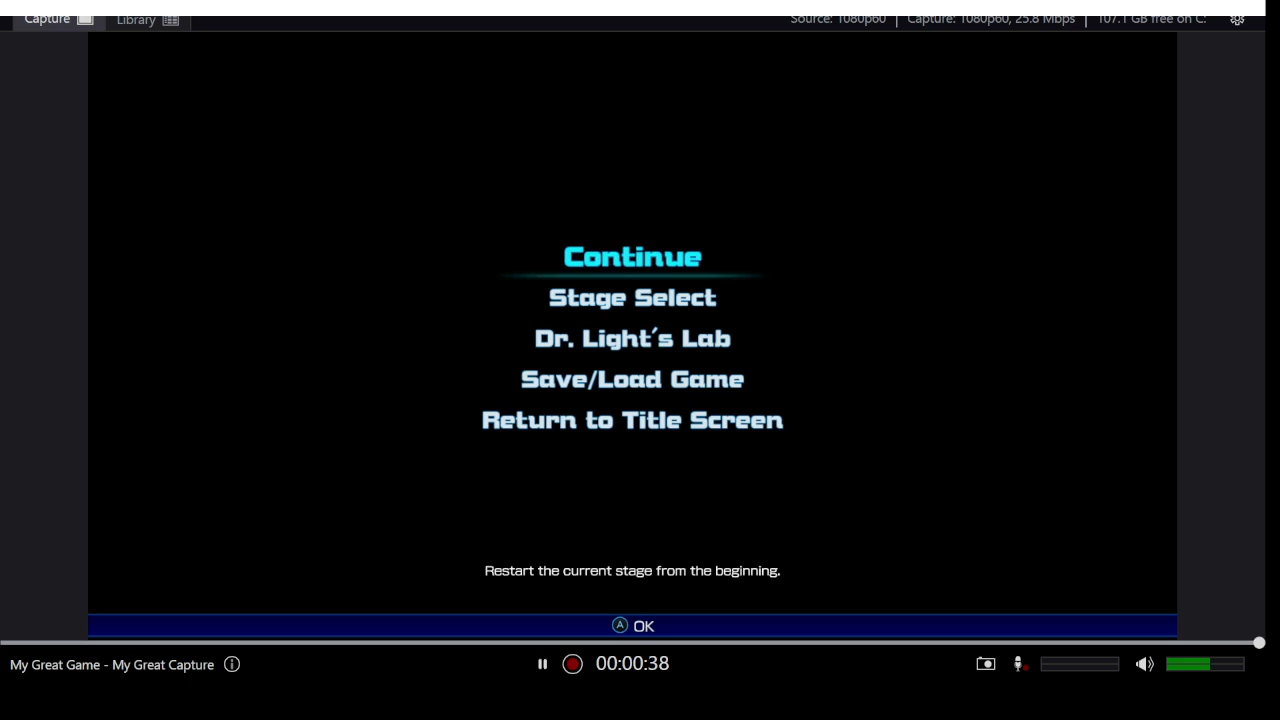 Capture Library Source: 1080p60 | Capture: 1080p60, 25.8 Mbps | 107.1 GB free on C:
Continue
Stage Select
Dr. Light's Lab
Save/Load Game
Return to Title Screen
Restart the current stage from the beginning.
A OK
My Great Game - My Great Capture 00:00:38